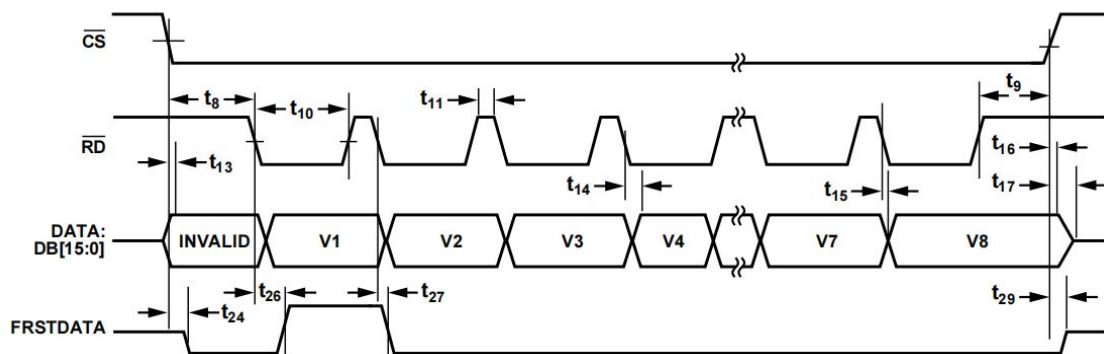 CS
t8
t10
t11
t9
RD
t13
t14
t15
t16
t17
DATA:
DB[15:0]
INVALID
V1
V2
V3
V4
V7
V8
t24
t26
t27
t29
FRSTDATA